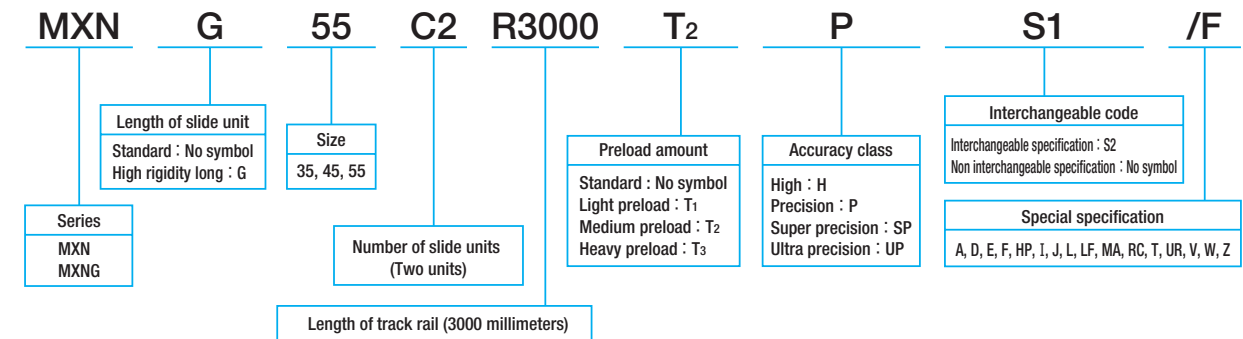 MXN G 55 C2 R3000 T2 P S1 /F
Length of slide unit
Standard : No symbol
High rigidity long : G
Size
35, 45, 55
Series
MXN
MXNG
Number of slide units
(Two units)
Length of track rail (3000 millimeters)
Preload amount
Standard : No symbol
Light preload : T1
Medium preload : T2
Heavy preload : T3
Accuracy class
High : H
Precision : P
Super precision : SP
Ultra precision : UP
Interchangeable code
Interchangeable specification : S2
Non interchangeable specification : No symbol
Special specification
A, D, E, F, HP, I, J, L, LF, MA, RC, T, UR, V, W, Z